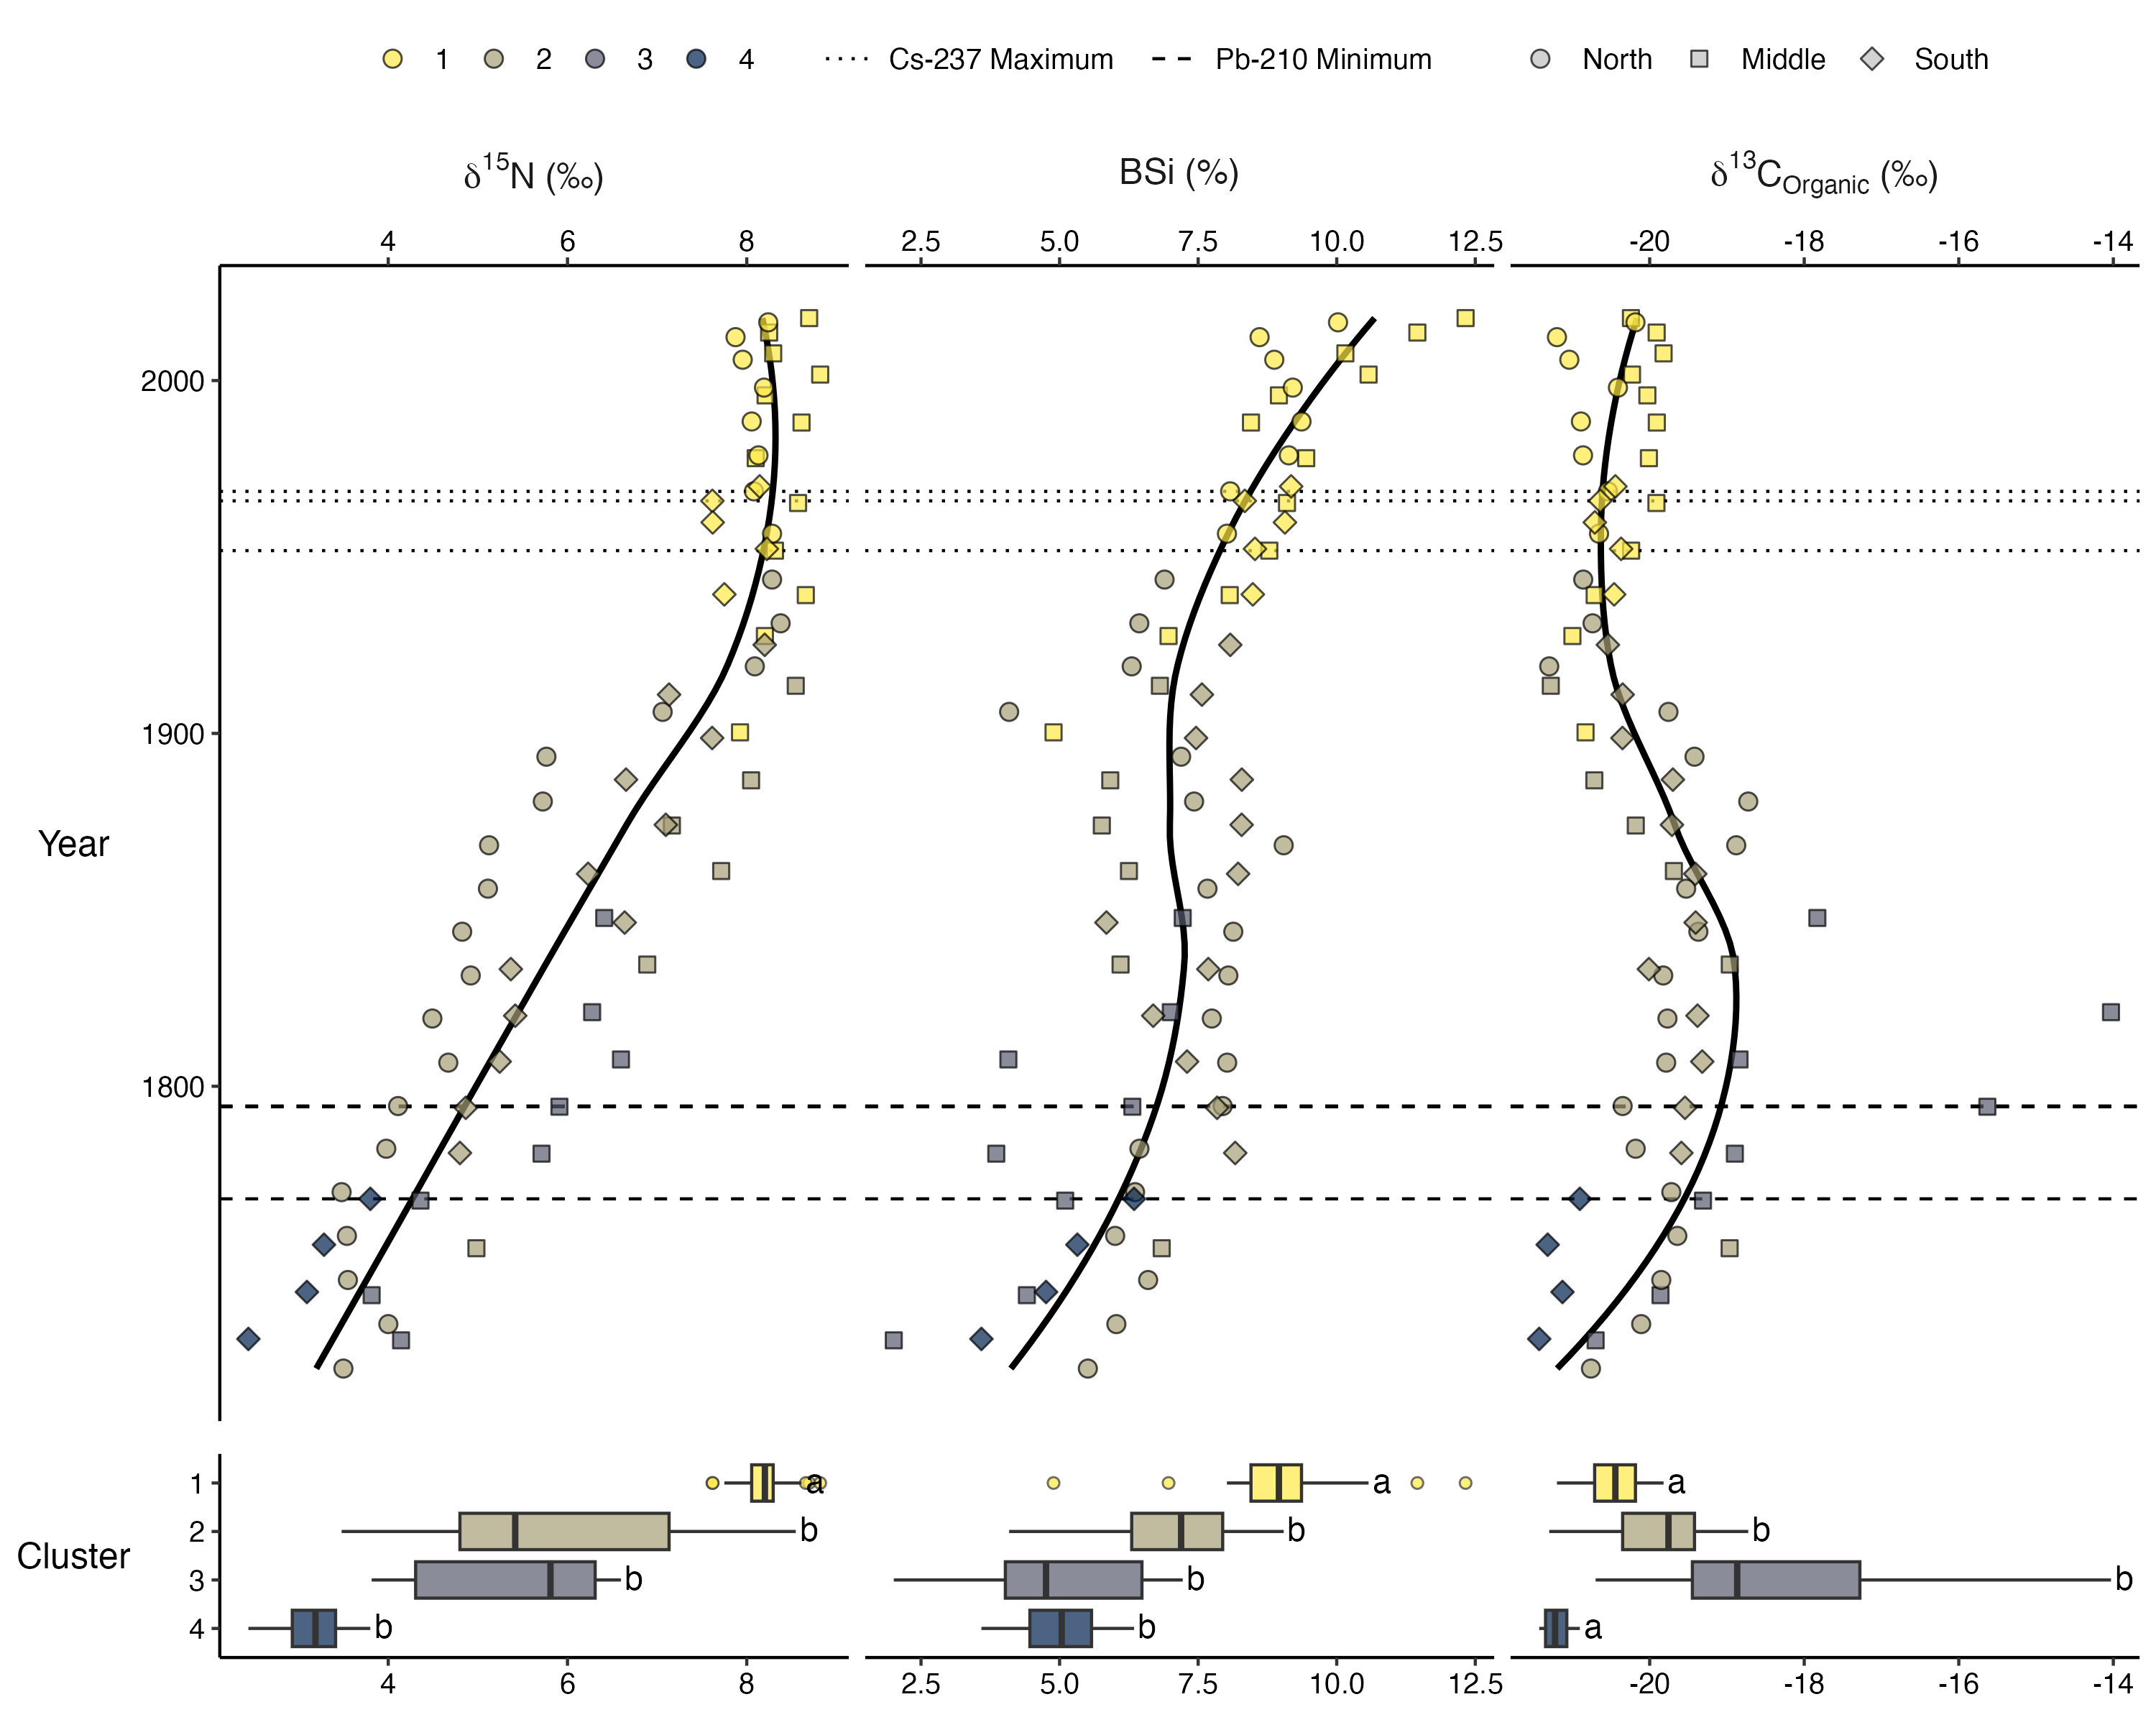 1 2 3 4 Cs-237 Maximum Pb-210 Minimum North Middle South
δ15N (‰) BSi (%) δ13COrganic (‰)
4 6 8 2.5 5.0 7.5 10.0 12.5 -20 -18 -16 -14
2000
1900
Year
1800
1 a a a
2 b b b
Cluster
3 b b b
4 b b a
4 6 8 2.5 5.0 7.5 10.0 12.5 -20 -18 -16 -14